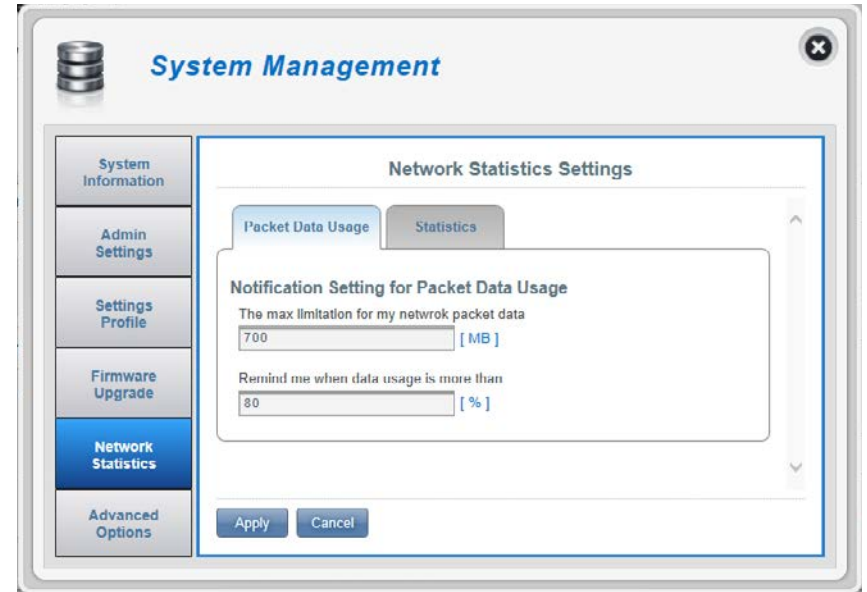 System Management
System
Information
Admin
Settings
Settings
Profile
Firmware
Upgrade
Network
Statistics
Advanced
Options
Network Statistics Settings
Packet Data Usage
Statistics
Notification Setting for Packet Data Usage
The max limitation for my netwrok packet data
700 [ MB ]
Remind me when data usage is more than
80 [ % ]
Apply Cancel